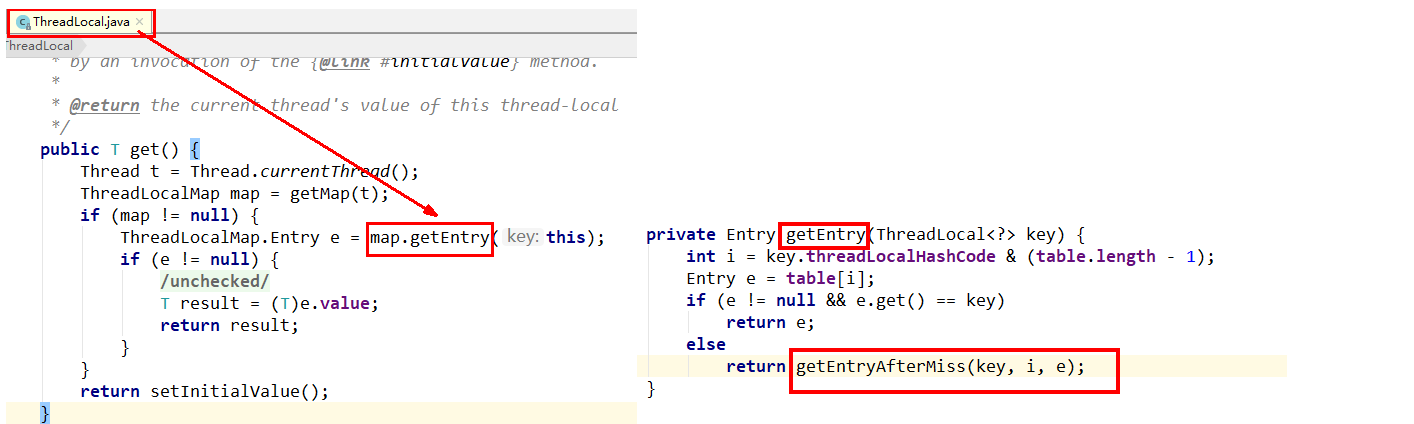 ThreadLocal.java
ThreadLocal
* by an invocation of the {@link #initialValue} method.
*
* @return the current thread's value of this thread-local
*/
public T get() {
Thread t = Thread.currentThread();
ThreadLocalMap map = getMap(t);
if (map != null) {
ThreadLocalMap.Entry e = map.getEntry( key: this);
if (e != null) {
/unchecked/
T result = (T)e.value;
return result;
}
}
return setInitialValue();
}
private Entry getEntry(ThreadLocal<?> key) {
int i = key.threadLocalHashCode & (table.length - 1);
Entry e = table[i];
if (e != null && e.get() == key)
return e;
else
return getEntryAfterMiss(key, i, e);
}